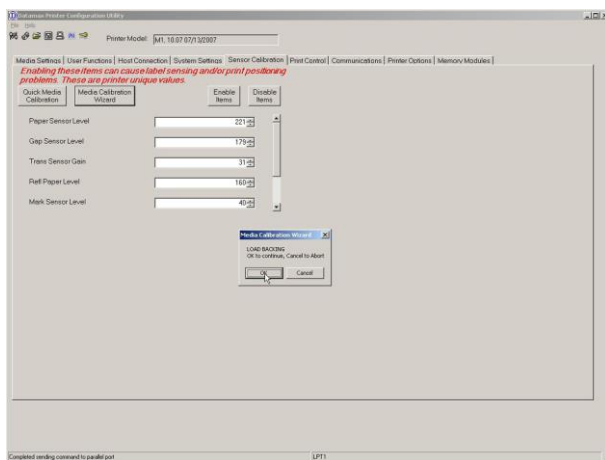 Datamax Printer Configuration Utility
File Help
Printer Model: M1, 10.07 07/13/2007
Media Settings User Functions Host Connection System Settings Sensor Calibration Print Control Communications Printer Options Memory Modules
Enabling these items can cause label sensing and/or print positioning
problems. These are printer unique values.
Quick Media
Calibration
Media Calibration
Wizard
Enable
Items
Disable
Items
Paper Sensor Level 221
Gap Sensor Level 179
Trans Sensor Gain 31
Refl Paper Level 160
Mark Sensor Level 40
Media Calibration Wizard
LOAD BACKING
OK to continue, Cancel to Abort
OK Cancel
Completed sending command to parallel port LPT1